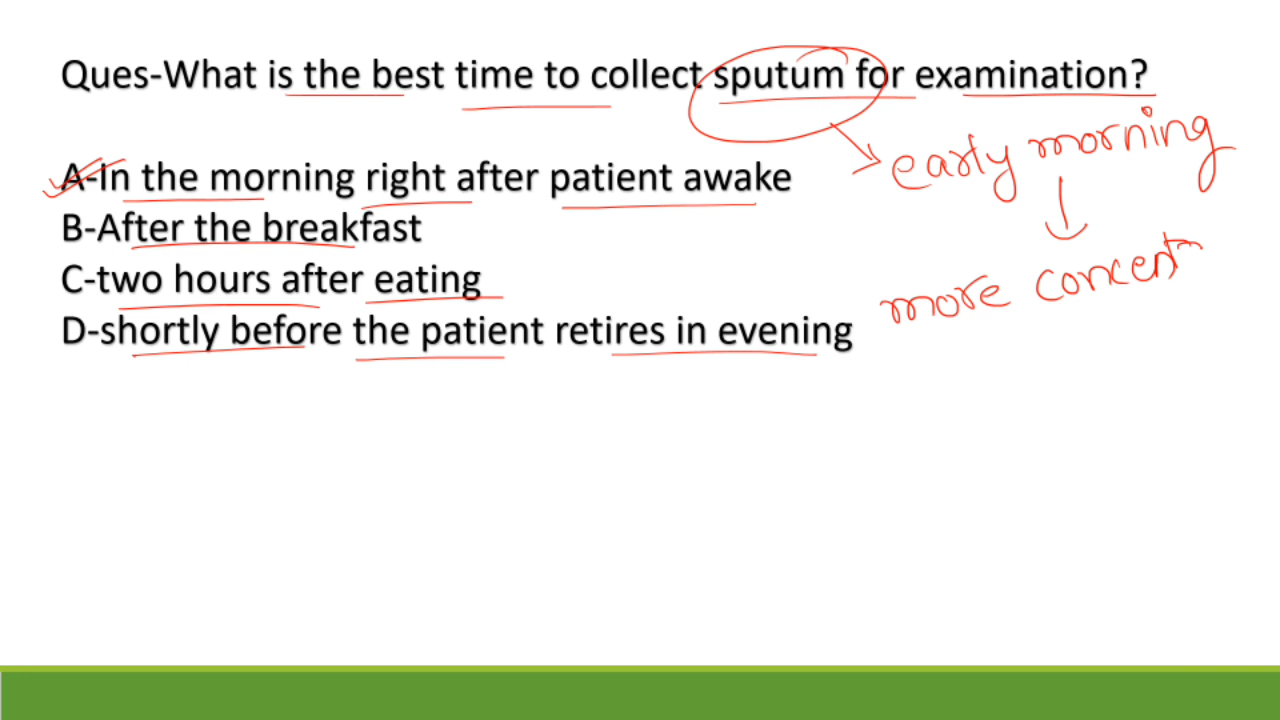 Ques-What is the best time to collect sputum for examination?
early morning
A-In the morning right after patient awake
B-After the breakfast
more concent
C-two hours after eating
D-shortly before the patient retires in evening